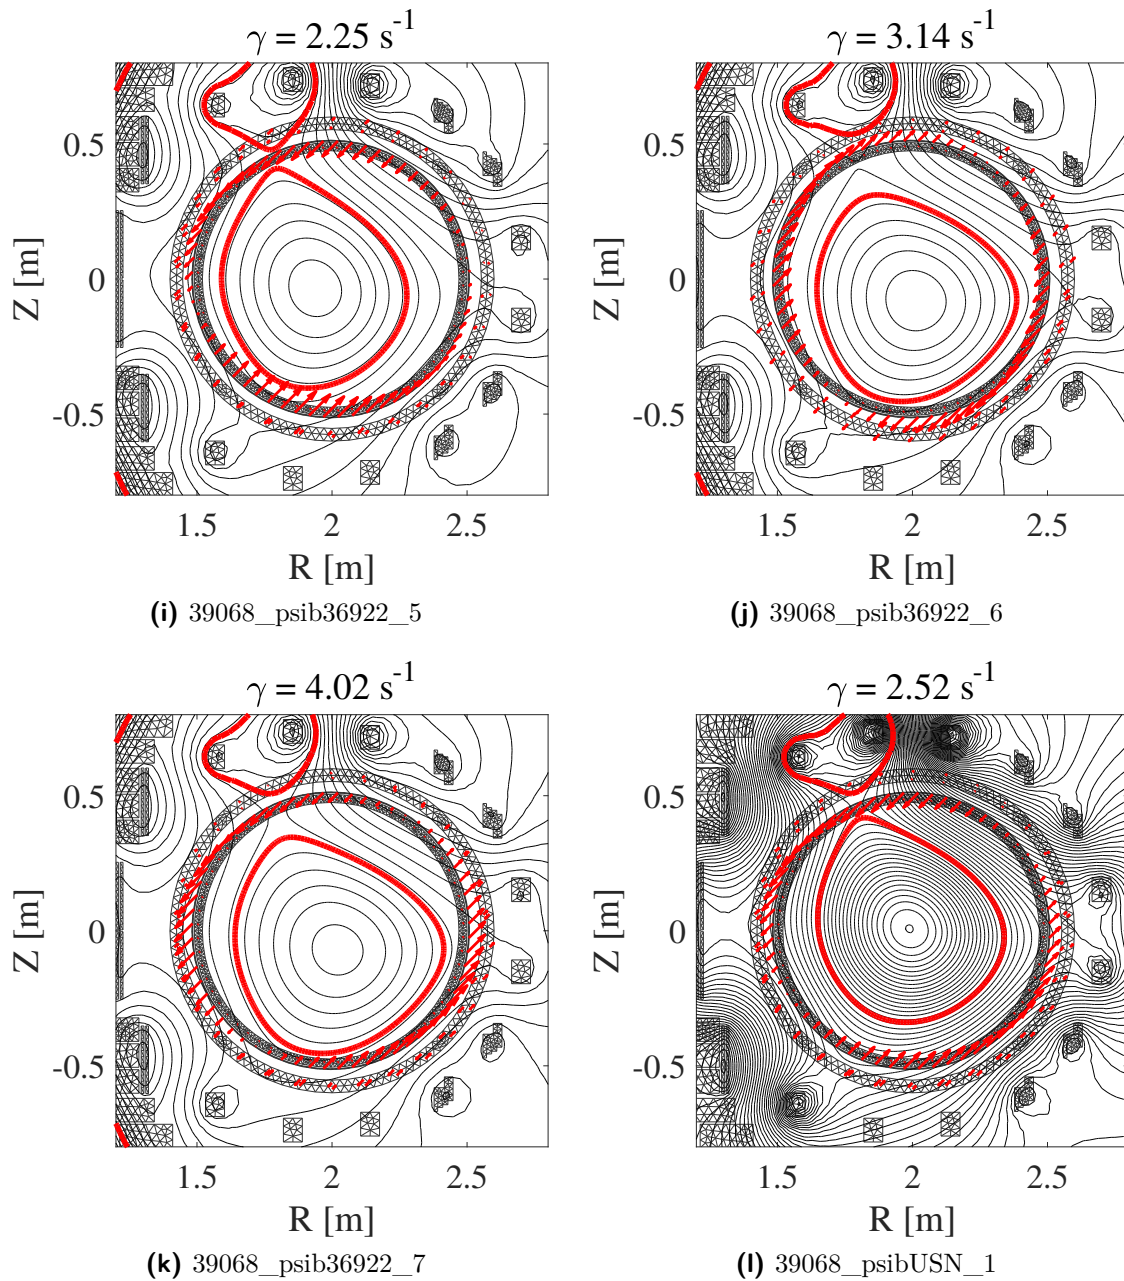 γ = 2.25 s⁻¹
γ = 3.14 s⁻¹
0.5
0
-0.5
Z [m]
1.5 2 2.5
R [m]
0.5
0
-0.5
Z [m]
1.5 2 2.5
R [m]
(i) 39068_psib36922_5
(j) 39068_psib36922_6
γ = 4.02 s⁻¹
γ = 2.52 s⁻¹
0.5
0
-0.5
Z [m]
1.5 2 2.5
R [m]
0.5
0
-0.5
Z [m]
1.5 2 2.5
R [m]
(k) 39068_psib36922_7
(l) 39068_psibUSN_1